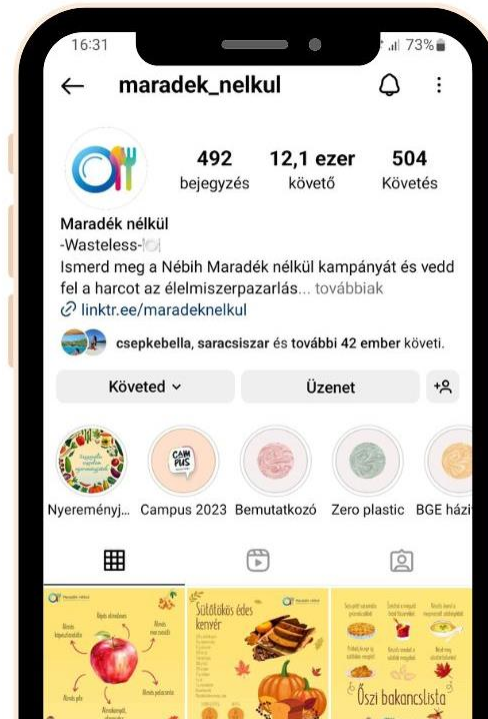 16:31
73%
maradek_nelkul
492
12,1 ezer
504
bejegyzés
követő
Követés
Maradék nélkül
-Wasteless-
Ismerd meg a Nébih Maradék nélkül kampányát és vedd
fel a harcot az élelmiszerpazarlás... továbbiak
linktr.ee/maradeknelkul
csepkebella, saracsiszar és további 42 ember követi.
Követed
Üzenet
CAM
PUS
Nyereményj...
Campus 2023
Bemutatkozó
Zero plastic
BGE házi
Maradék nélkül
Almás pite
Sütőtökös édes
kenyér
Őszi bakancslista